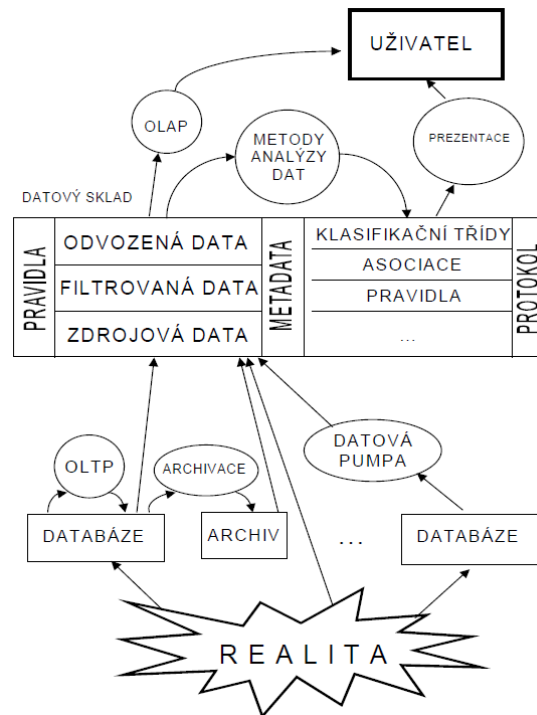 UŽIVATEL
OLAP
METODY
ANALÝZY
DAT
PREZENTACE
DATOVÝ SKLAD
PRAVIDLA
ODVOZENÁ DATA
FILTROVANÁ DATA
ZDROJOVÁ DATA
METADATA
KLASIFIKAČNÍ TŘÍDY
ASOCIACE
PRAVIDLA
...
PROTOKOL
OLTP
ARCHIVACE
DATOVÁ
PUMPA
DATABÁZE
ARCHIV
...
DATABÁZE
REALITA